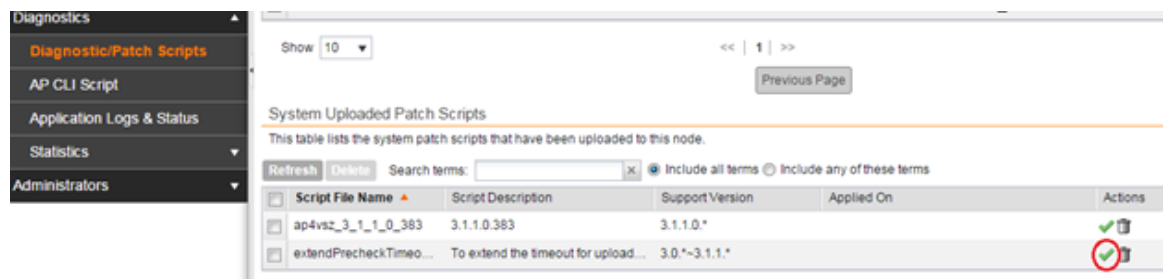 Diagnostics
Diagnostic/Patch Scripts
AP CLI Script
Application Logs & Status
Statistics
Administrators
Show 10
<< | 1 | >>
Previous Page
System Uploaded Patch Scripts
This table lists the system patch scripts that have been uploaded to this node.
Refresh Delete Search terms: x Include all terms Include any of these terms
Script File Name Script Description Support Version Applied On Actions
ap4vsz_3_1_1_0_383 3.1.1.0.383 3.1.1.0.*
extendPrecheckTimeo... To extend the timeout for upload... 3.0.*~3.1.1.*